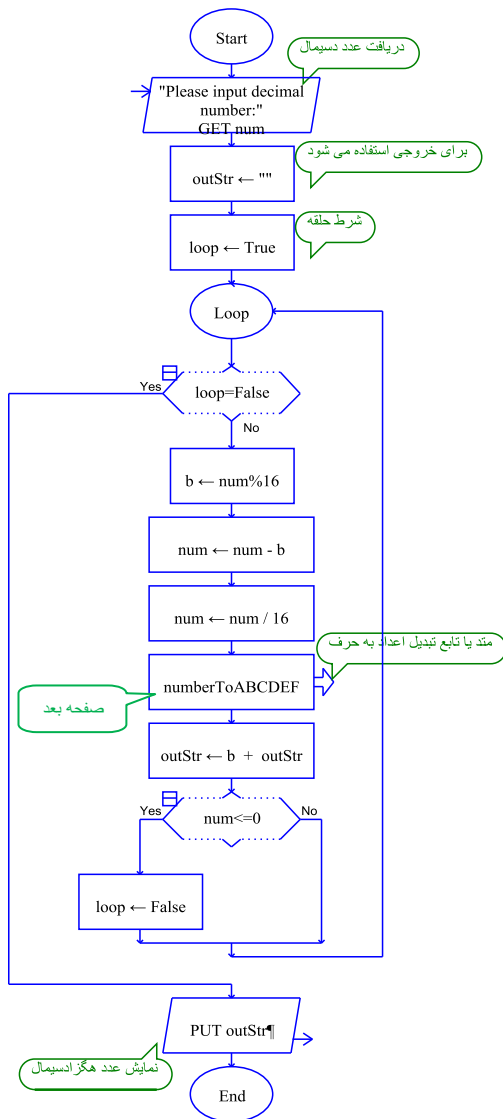 Start
دریافت عدد دسیمال
"Please input decimal
number:"
GET num
برای خروجی استفاده می شود
outStr ← ""
شرط حلقه
loop ← True
Loop
Yes
loop=False
No
b ← num%16
num ← num - b
num ← num / 16
متد یا تابع تبدیل اعداد به حرف
numberToABCDEF
صفحه بعد
outStr ← b + outStr
Yes
No
num<=0
loop ← False
PUT outStr¶
نمایش عدد هگزادسیمال
End